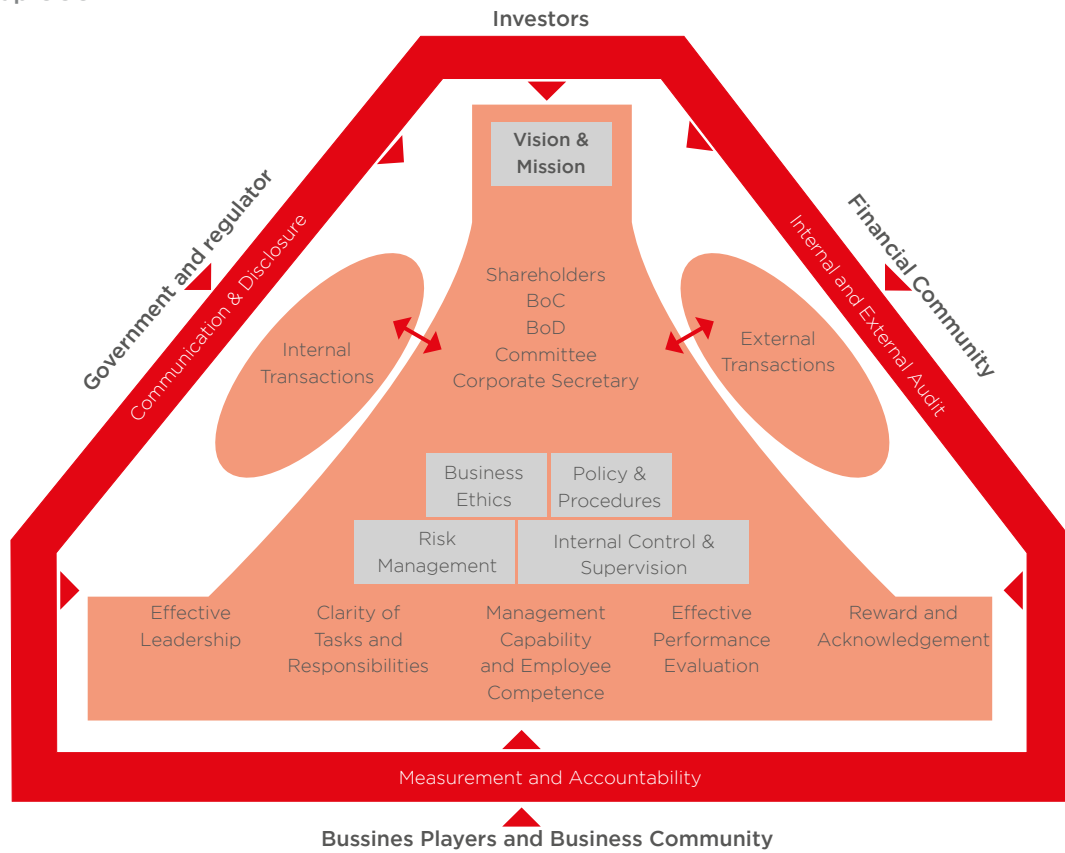 Investors
Vision &
Mission
Government and regulator
Communication & Disclosure
Financial Community
Internal and External Audit
Shareholders
BoC
BoD
Committee
Corporate Secretary
Internal
Transactions
External
Transactions
Business
Ethics
Policy &
Procedures
Risk
Management
Internal Control &
Supervision
Effective
Leadership
Clarity of
Tasks and
Responsibilities
Management
Capability
and Employee
Competence
Effective
Performance
Evaluation
Reward and
Acknowledgement
Measurement and Accountability
Bussines Players and Business Community